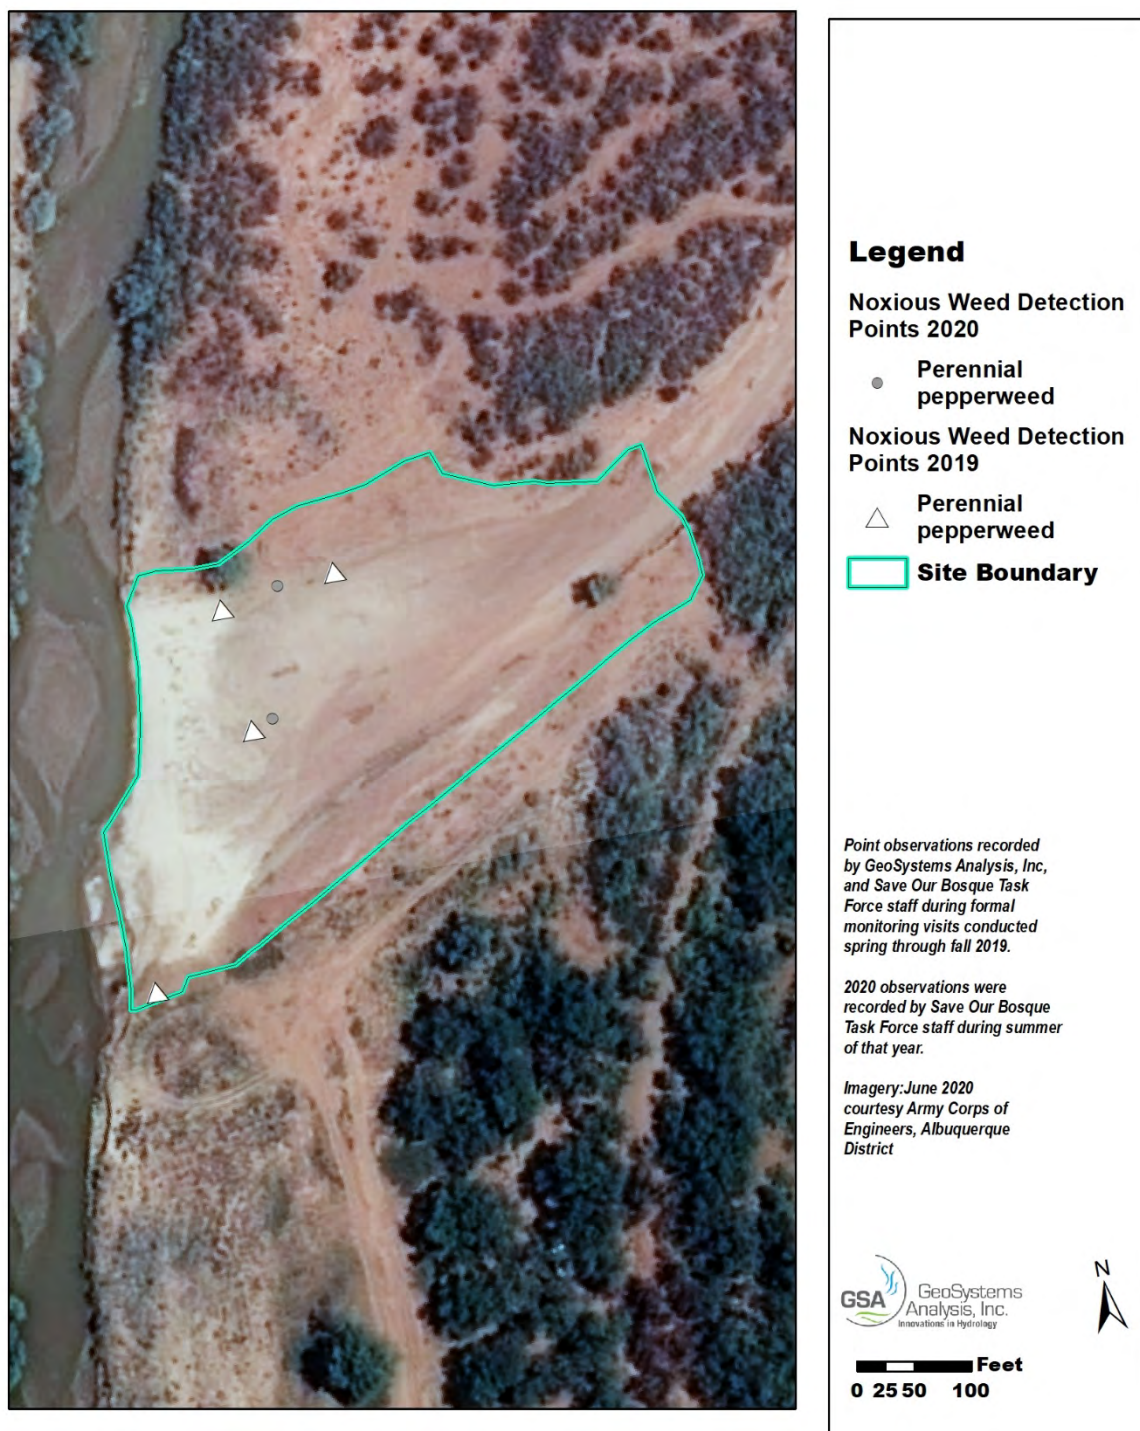 Legend
Noxious Weed Detection
Points 2020
Perennial
pepperweed
Noxious Weed Detection
Points 2019
Perennial
pepperweed
Site Boundary
Point observations recorded
by GeoSystems Analysis, Inc,
and Save Our Bosque Task
Force staff during formal
monitoring visits conducted
spring through fall 2019.
2020 observations were
recorded by Save Our Bosque
Task Force staff during summer
of that year.
Imagery:June 2020
courtesy Army Corps of
Engineers, Albuquerque
District
GSA
GeoSystems
Analysis, Inc.
Innovations in Hydrology
N
Feet
0 25 50 100